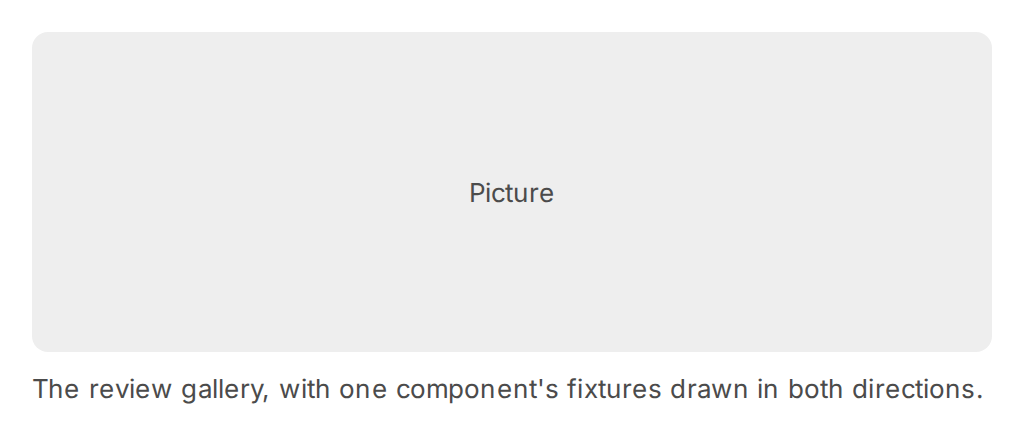 Picture
The review gallery, with one component's fixtures drawn in both directions.